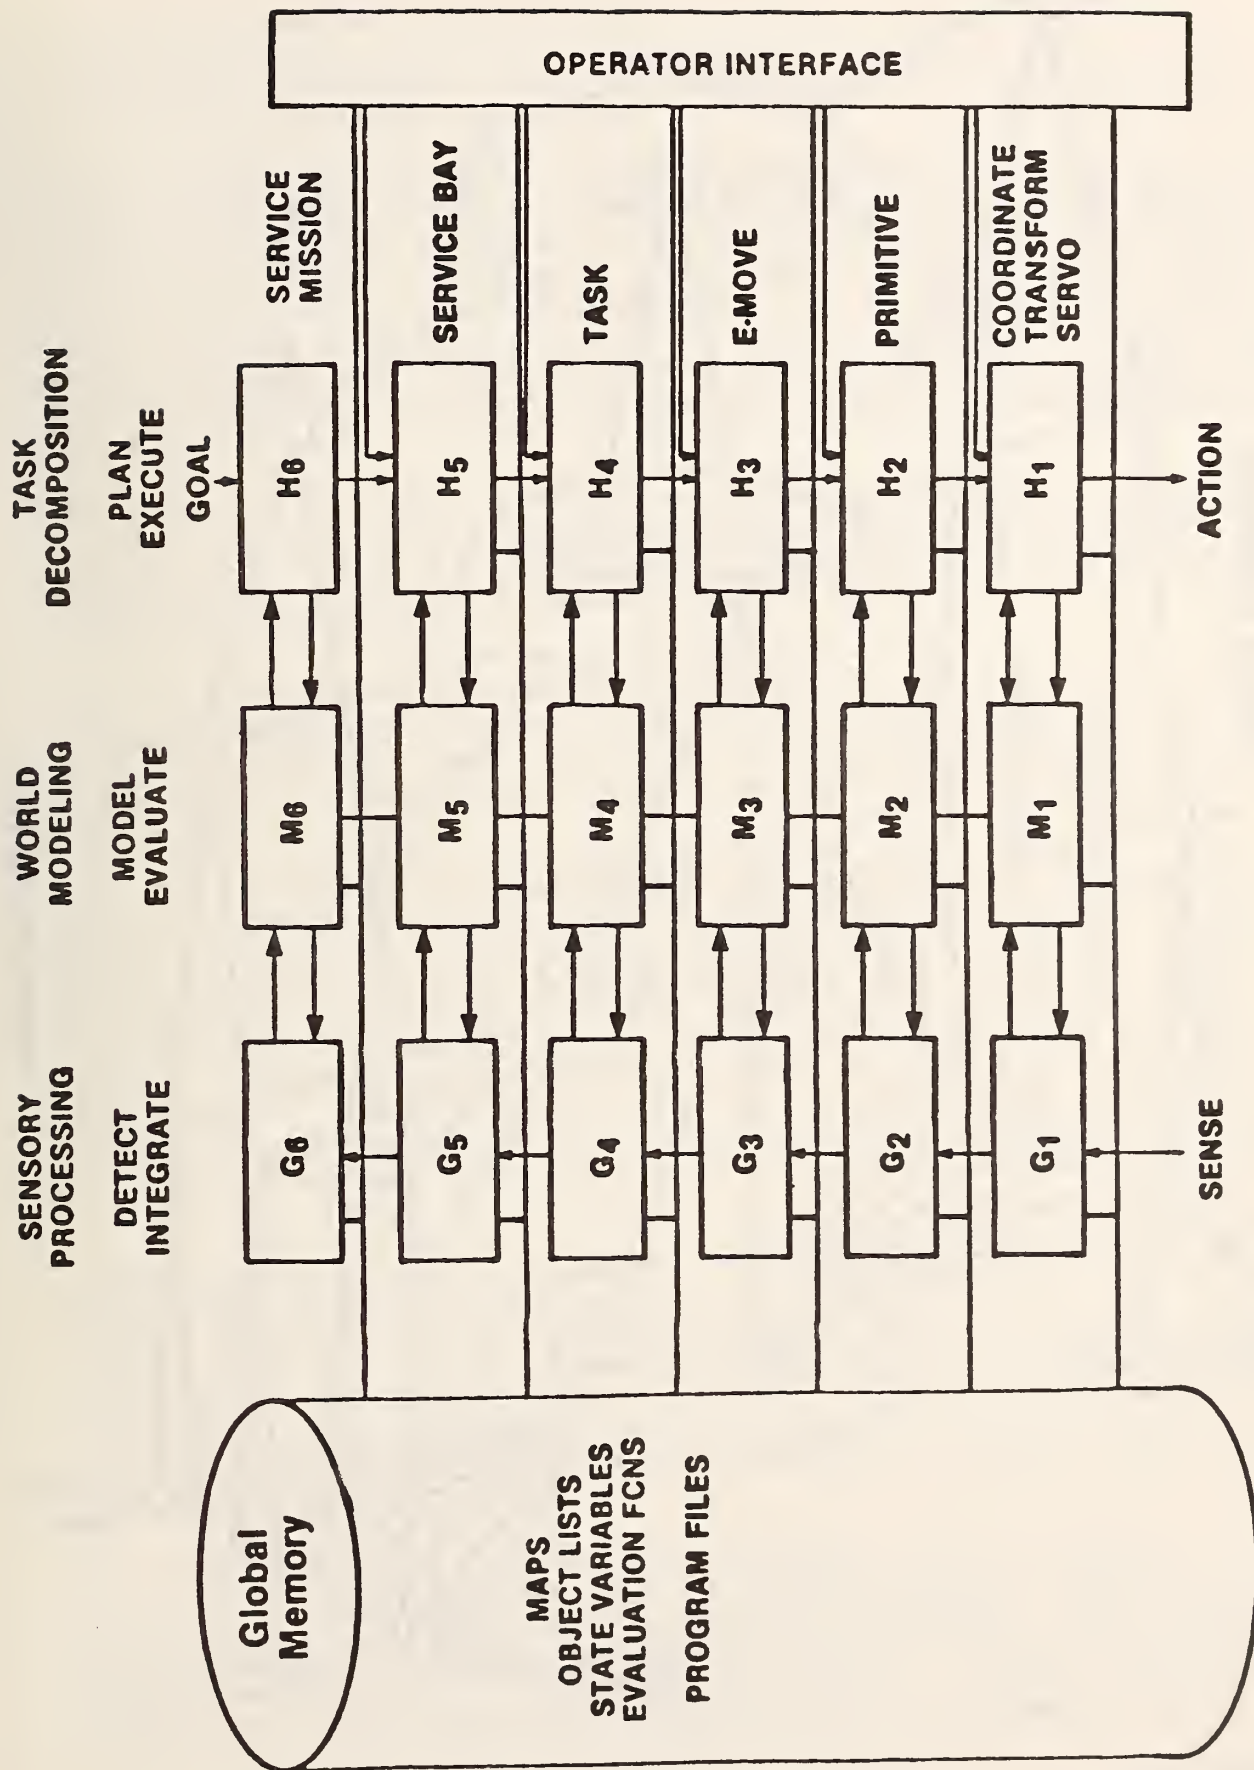 SENSORY
PROCESSING
WORLD
MODELING
TASK
DECOMPOSITION
DETECT
INTEGRATE
MODEL
EVALUATE
PLAN
EXECUTE
GOAL
Global
Memory
MAPS
OBJECT LISTS
STATE VARIABLES
EVALUATION FCNS
PROGRAM FILES
G6
M6
H6
SERVICE
MISSION
G5
M5
H5
SERVICE BAY
G4
M4
H4
TASK
G3
M3
H3
E-MOVE
G2
M2
H2
PRIMITIVE
G1
M1
H1
COORDINATE
TRANSFORM
SERVO
OPERATOR INTERFACE
SENSE
ACTION